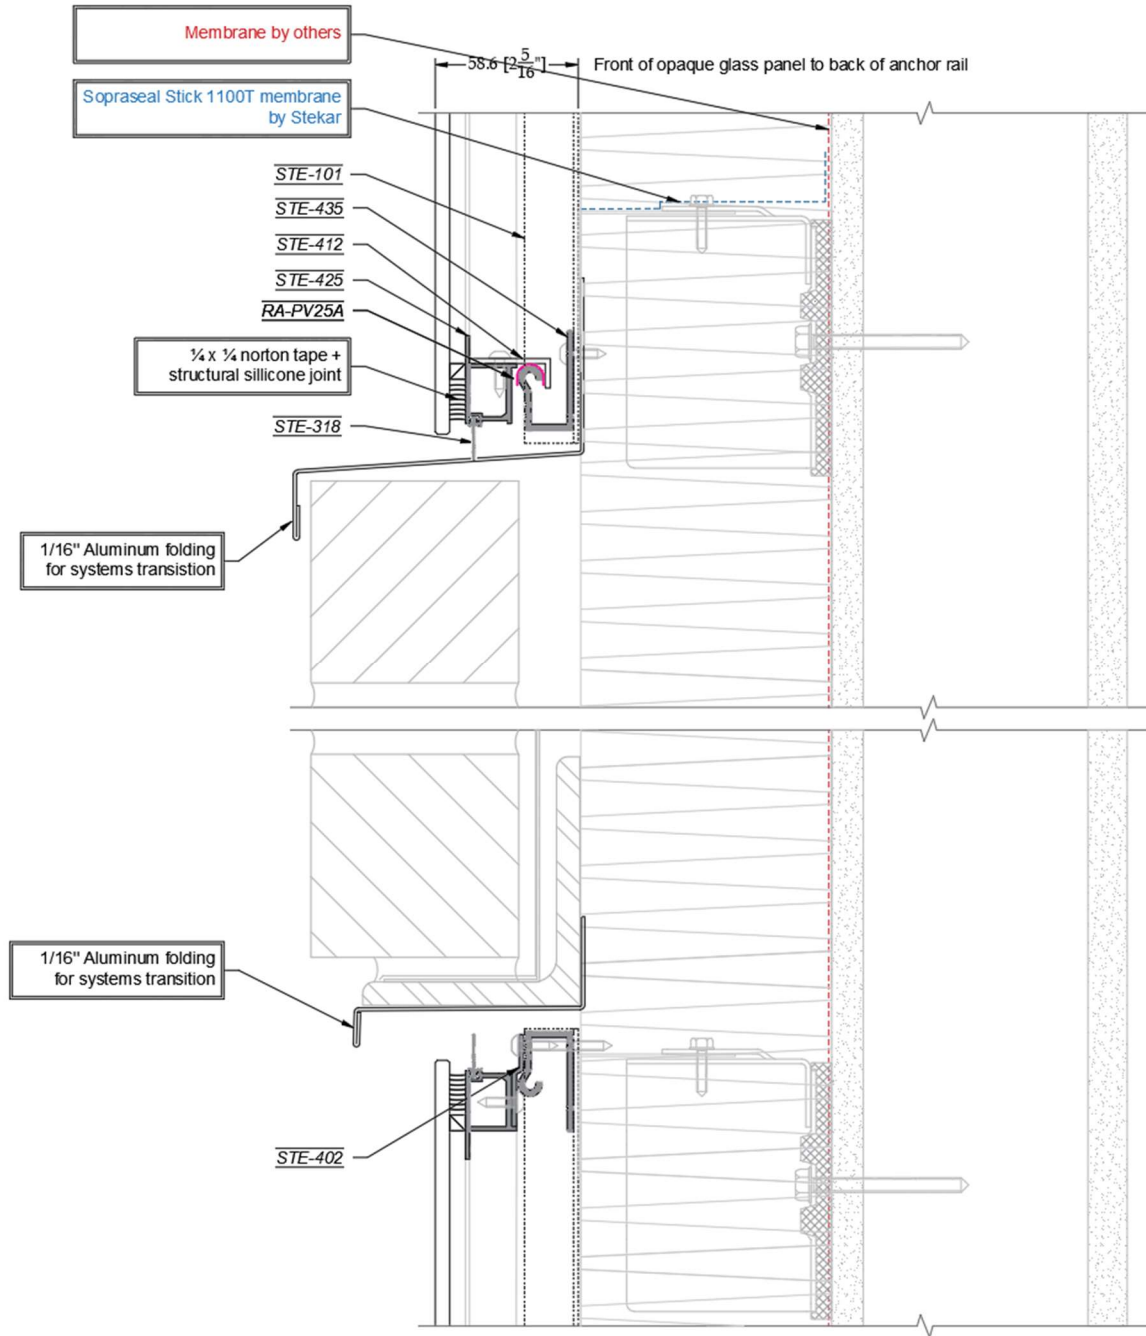 Membrane by others
58.6 [2 5/16"]
Front of opaque glass panel to back of anchor rail
Sopraseal Stick 1100T membrane
by Stekar
STE-101
STE-435
STE-412
STE-425
RA-PV25A
¼ x ¼ norton tape +
structural sillicone joint
STE-318
1/16" Aluminum folding
for systems transistion
1/16" Aluminum folding
for systems transition
STE-402